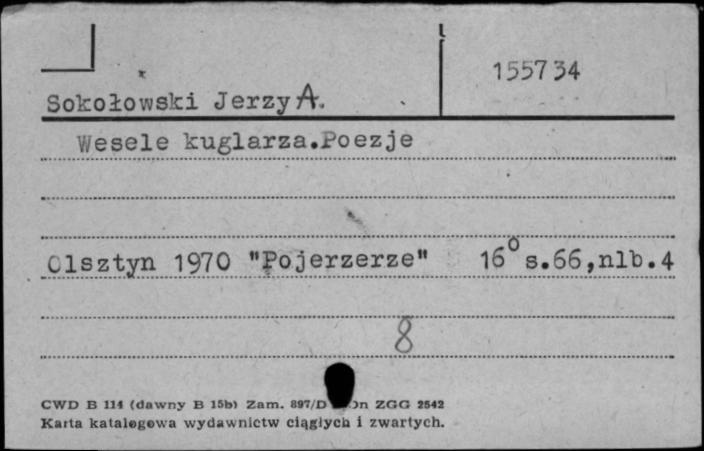 155734
Sokołowski Jerzy A.
Wesele kuglarza.Poezje
Olsztyn 1970 "Pojerzerze" 16° s.66,nlb.4
8
CWD B 114 (dawny B 15b) Zam. 897/D ZGG 2542
Karta katalogowa wydawnictw ciągłych i zwartych.